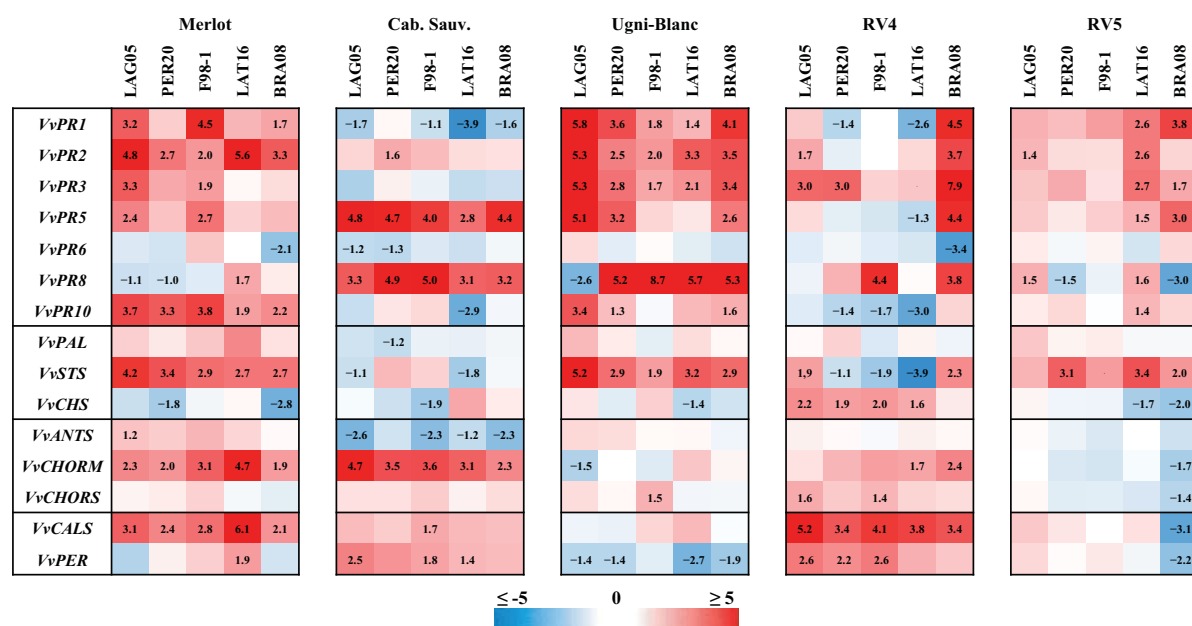 Merlot Cab. Sauv. Ugni-Blanc RV4 RV5
LAG05 PER20 F98-1 LAT16 BRA08 LAG05 PER20 F98-1 LAT16 BRA08 LAG05 PER20 F98-1 LAT16 BRA08 LAG05 PER20 F98-1 LAT16 BRA08 LAG05 PER20 F98-1 LAT16 BRA08
VvPR1 3.2 4.5 1.7 −1.7 −1.1 −3.9 −1.6 5.8 3.6 1.8 1.4 4.1 −1.4 −2.6 4.5 2.6 3.8
VvPR2 4.8 2.7 2.0 5.6 3.3 1.6 5.3 2.5 2.0 3.3 3.5 1.7 3.7 1.4 2.6
VvPR3 3.3 1.9 5.3 2.8 1.7 2.1 3.4 3.0 3.0 7.9 2.7 1.7
VvPR5 2.4 2.7 4.8 4.7 4.0 2.8 4.4 5.1 3.2 2.6 −1.3 4.4 1.5 3.0
VvPR6 −2.1 −1.2 −1.3 −3.4
VvPR8 −1.1 −1.0 1.7 3.3 4.9 5.0 3.1 3.2 −2.6 5.2 8.7 5.7 5.3 4.4 3.8 1.5 −1.5 1.6 −3.0
VvPR10 3.7 3.3 3.8 1.9 2.2 −2.9 3.4 1.3 1.6 −1.4 −1.7 −3.0 1.4
VvPAL −1.2
VvSTS 4.2 3.4 2.9 2.7 2.7 −1.1 −1.8 5.2 2.9 1.9 3.2 2.9 1,9 −1.1 −1.9 −3.9 2.3 3.1 3.4 2.0
VvCHS −1.8 −2.8 −1.9 −1.4 2.2 1.9 2.0 1.6 −1.7 −2.0
VvANTS 1.2 −2.6 −2.3 −1.2 −2.3
VvCHORM 2.3 2.0 3.1 4.7 1.9 4.7 3.5 3.6 3.1 2.3 −1.5 1.7 2.4 −1.7
VvCHORS 1.5 1.6 1.4 −1.4
VvCALS 3.1 2.4 2.8 6.1 2.1 1.7 5.2 3.4 4.1 3.8 3.4 −3.1
VvPER 1.9 2.5 1.8 1.4 −1.4 −1.4 −2.7 −1.9 2.6 2.2 2.6 −2.2
≤ -5 0 ≥ 5